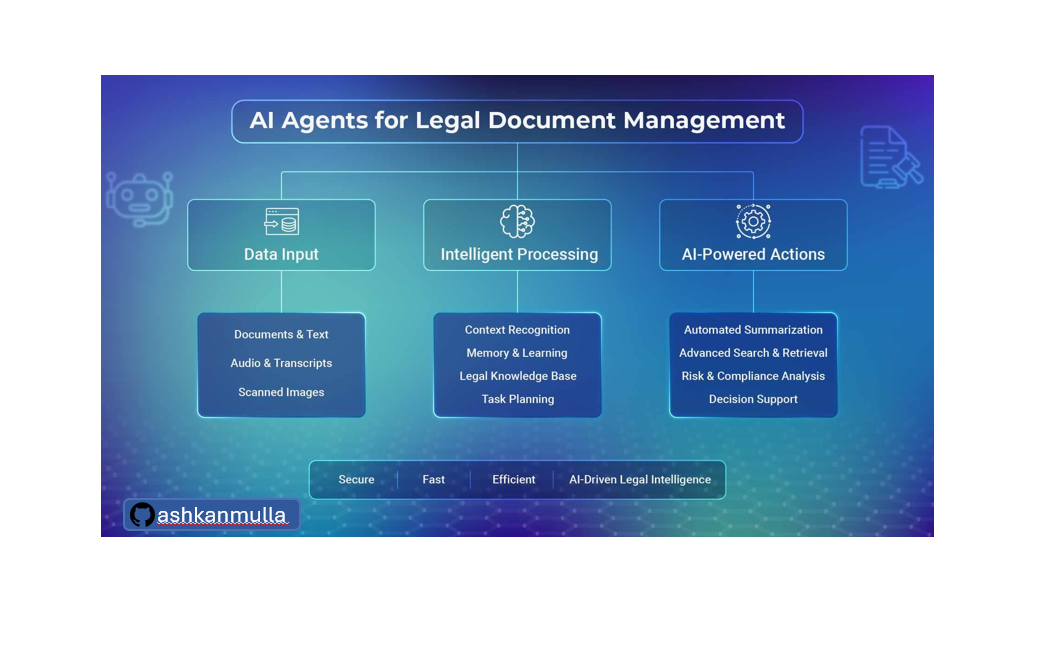 AI Agents for Legal Document Management
Data Input
Documents & Text
Audio & Transcripts
Scanned Images
Intelligent Processing
Context Recognition
Memory & Learning
Legal Knowledge Base
Task Planning
AI-Powered Actions
Automated Summarization
Advanced Search & Retrieval
Risk & Compliance Analysis
Decision Support
Secure Fast Efficient AI-Driven Legal Intelligence
ashkanmulla